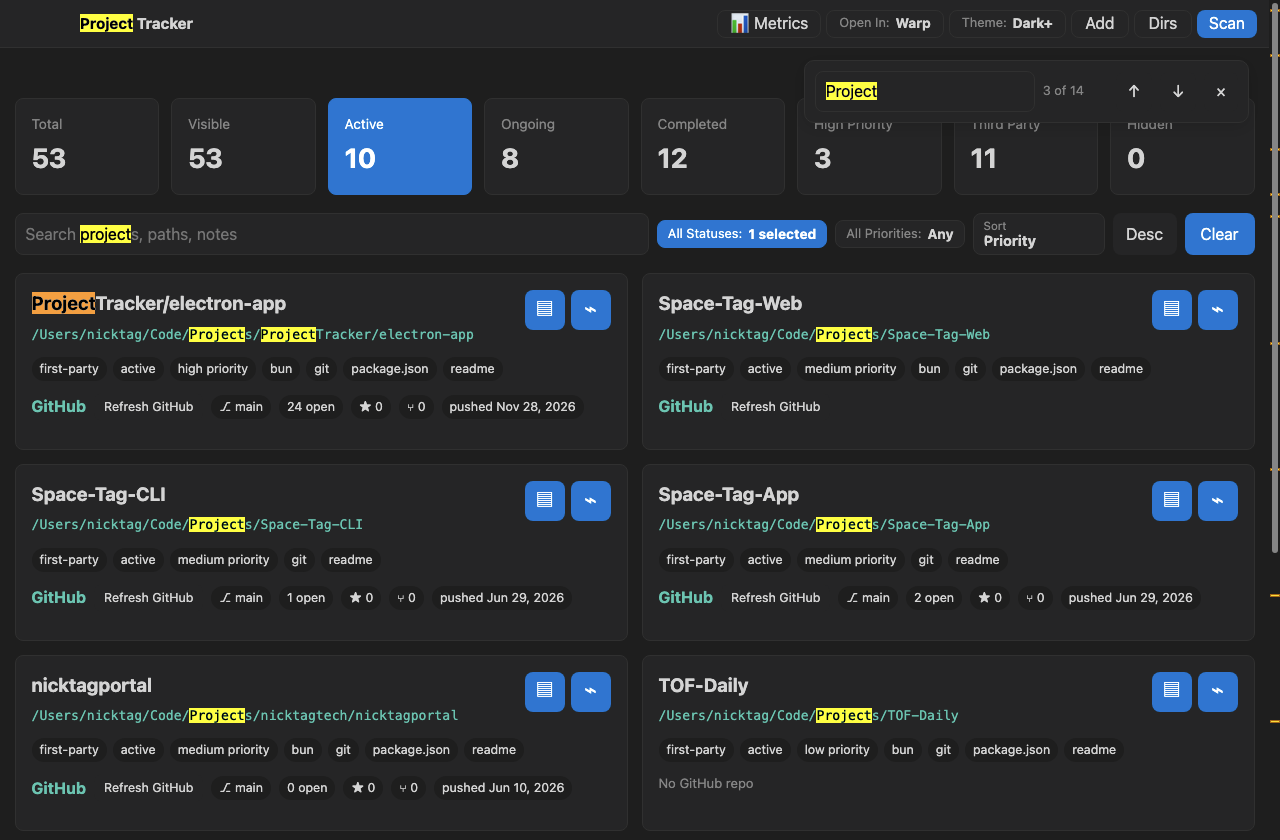 Project Tracker
📊 Metrics
Open In: Warp
Theme: Dark+
Add
Dirs
Scan
Project
3 of 14
↑
↓
×
Total
53
Visible
53
Active
10
Ongoing
8
Completed
12
High Priority
3
Third Party
11
Hidden
0
Search projects, paths, notes
All Statuses: 1 selected
All Priorities: Any
Sort
Priority
Desc
Clear
ProjectTracker/electron-app
/Users/nicktag/Code/Projects/ProjectTracker/electron-app
first-party active high priority bun git package.json readme
GitHub Refresh GitHub ⎇ main 24 open ★ 0 ⑂ 0 pushed Nov 28, 2026
Space-Tag-Web
/Users/nicktag/Code/Projects/Space-Tag-Web
first-party active medium priority bun git package.json readme
GitHub Refresh GitHub
Space-Tag-CLI
/Users/nicktag/Code/Projects/Space-Tag-CLI
first-party active medium priority git readme
GitHub Refresh GitHub ⎇ main 1 open ★ 0 ⑂ 0 pushed Jun 29, 2026
Space-Tag-App
/Users/nicktag/Code/Projects/Space-Tag-App
first-party active medium priority git readme
GitHub Refresh GitHub ⎇ main 2 open ★ 0 ⑂ 0 pushed Jun 29, 2026
nicktagportal
/Users/nicktag/Code/Projects/nicktagtech/nicktagportal
first-party active medium priority bun git package.json readme
GitHub Refresh GitHub ⎇ main 0 open ★ 0 ⑂ 0 pushed Jun 10, 2026
TOF-Daily
/Users/nicktag/Code/Projects/TOF-Daily
first-party active low priority bun git package.json readme
No GitHub repo